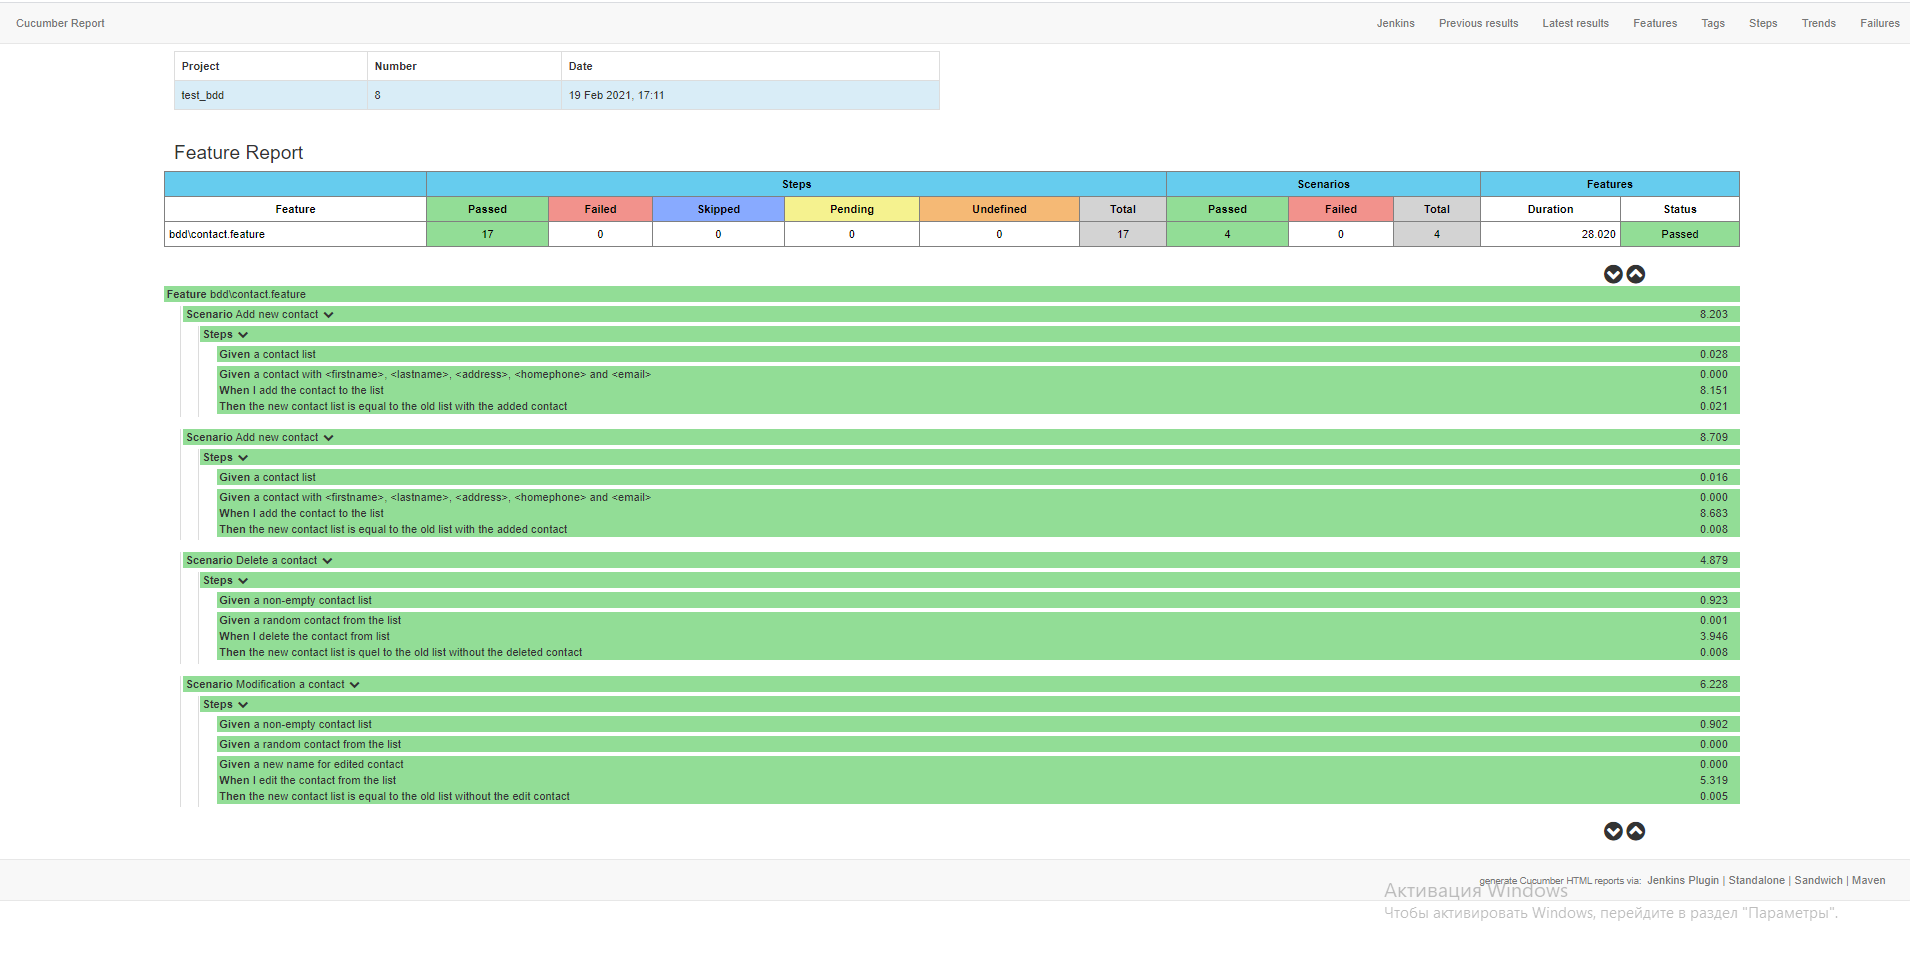 Cucumber Report Jenkins Previous results Latest results Features Tags Steps Trends Failures
Project Number Date
test_bdd 8 19 Feb 2021, 17:11
Feature Report
Steps Scenarios Features
Feature Passed Failed Skipped Pending Undefined Total Passed Failed Total Duration Status
bdd\contact.feature 17 0 0 0 0 17 4 0 4 28.020 Passed
Feature bdd\contact.feature
Scenario Add new contact 8.203
Steps
Given a contact list 0.028
Given a contact with <firstname>, <lastname>, <address>, <homephone> and <email> 0.000
When I add the contact to the list 8.151
Then the new contact list is equal to the old list with the added contact 0.021
Scenario Add new contact 8.709
Steps
Given a contact list 0.016
Given a contact with <firstname>, <lastname>, <address>, <homephone> and <email> 0.000
When I add the contact to the list 8.683
Then the new contact list is equal to the old list with the added contact 0.008
Scenario Delete a contact 4.879
Steps
Given a non-empty contact list 0.923
Given a random contact from the list 0.001
When I delete the contact from list 3.946
Then the new contact list is quel to the old list without the deleted contact 0.008
Scenario Modification a contact 6.228
Steps
Given a non-empty contact list 0.902
Given a random contact from the list 0.000
Given a new name for edited contact 0.000
When I edit the contact from the list 5.319
Then the new contact list is equal to the old list without the edit contact 0.005
generate Cucumber HTML reports via: Jenkins Plugin | Standalone | Sandwich | Maven
Активация Windows
Чтобы активировать Windows, перейдите в раздел "Параметры".